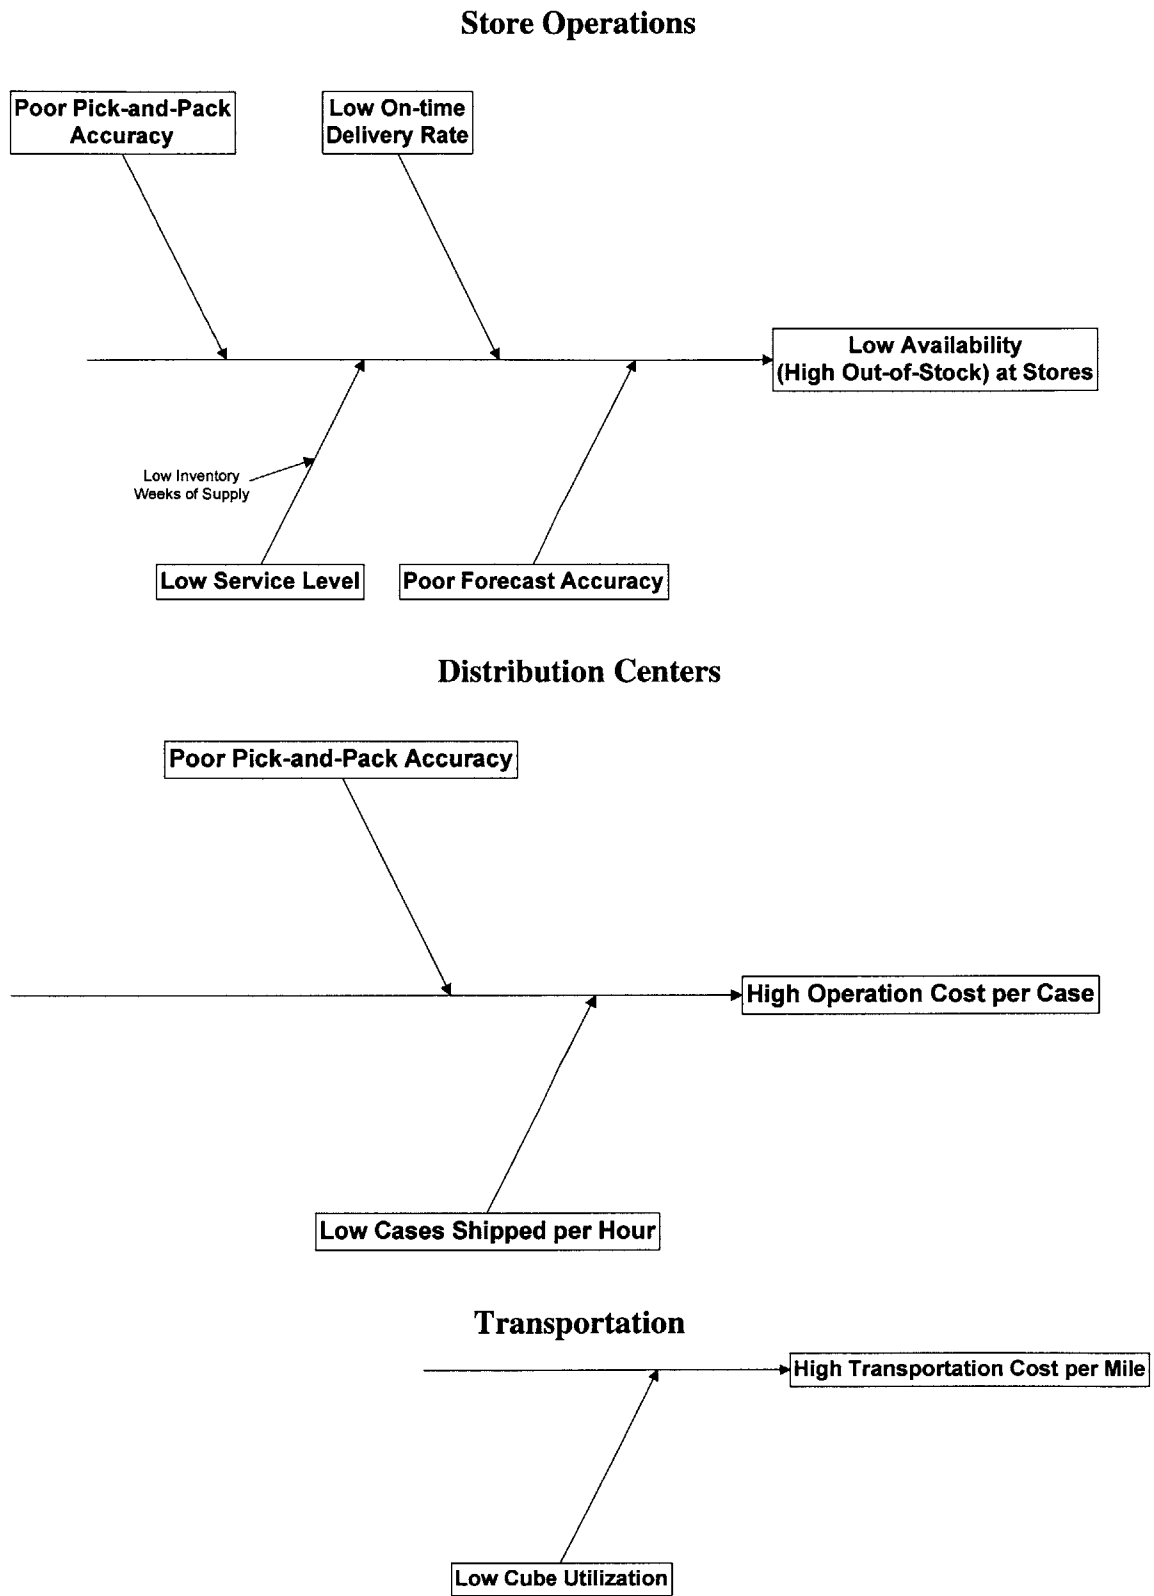 Store Operations
Poor Pick-and-Pack
Accuracy
Low On-time
Delivery Rate
Low Availability
(High Out-of-Stock) at Stores
Low Inventory
Weeks of Supply
Low Service Level
Poor Forecast Accuracy
Distribution Centers
Poor Pick-and-Pack Accuracy
High Operation Cost per Case
Low Cases Shipped per Hour
Transportation
High Transportation Cost per Mile
Low Cube Utilization